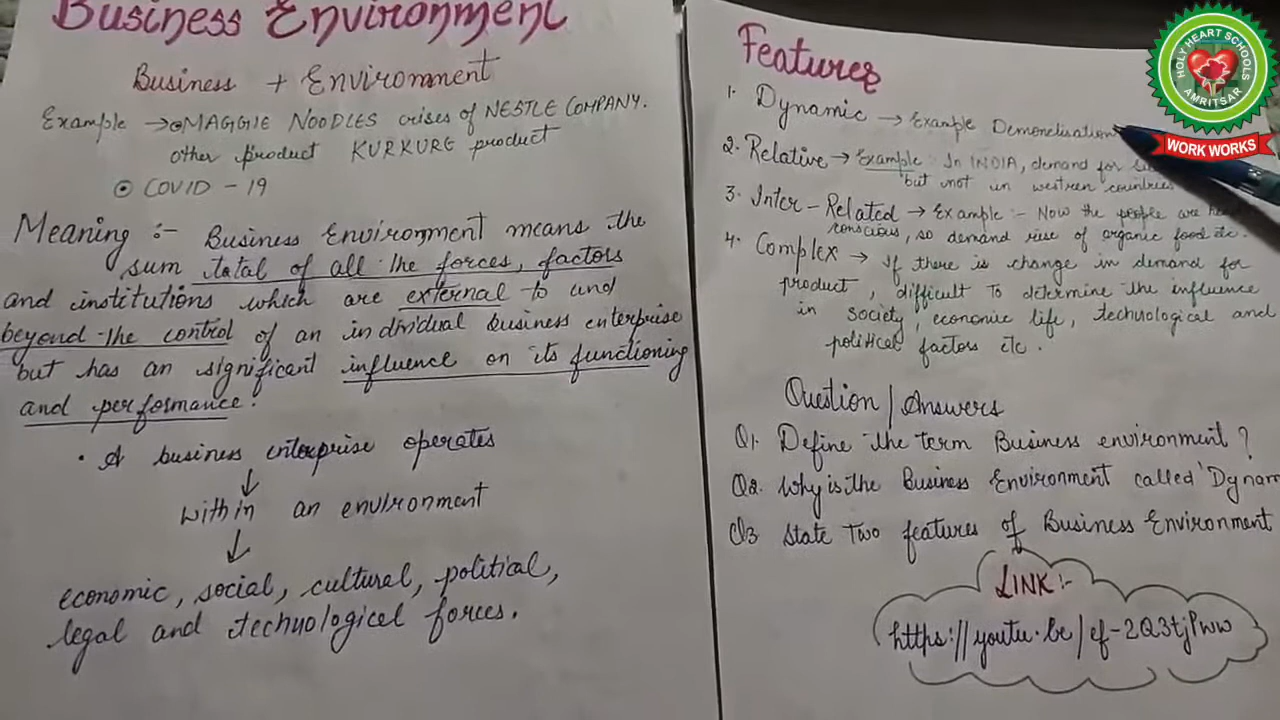 Business Environment
Business + Environment
Example → ⊙ MAGGIE NOODLES crises of NESTLE COMPANY.
other product KURKURE product
⊙ COVID - 19
Meaning :- Business Environment means the
sum total of all the forces, factors
and institutions which are external to and
beyond the control of an individual business enterprise
but has an significant influence on its functioning
and performance.
• A business enterprise operates
↓
within an environment
↓
economic, social, cultural, political,
legal and technological forces.
Features
1. Dynamic → Example Demonetisation
2. Relative → Example : In INDIA, demand for
but not in western countries
3. Inter - Related → Example :- Now the people are
conscious, so demand rise of organic food etc.
4. Complex → If there is change in demand for
product, difficult to determine the influence
in society, economic life, technological and
political factors etc.
Question / Answers
Q1. Define the term Business environment?
Q2. Why is the Business Environment called 'Dynam
Q3 State Two features of Business Environment
LINK :-
https://youtu.be/ef-2Q3tjPww
HOLY HEART SCHOOLS
AMRITSAR
WORK WORKS